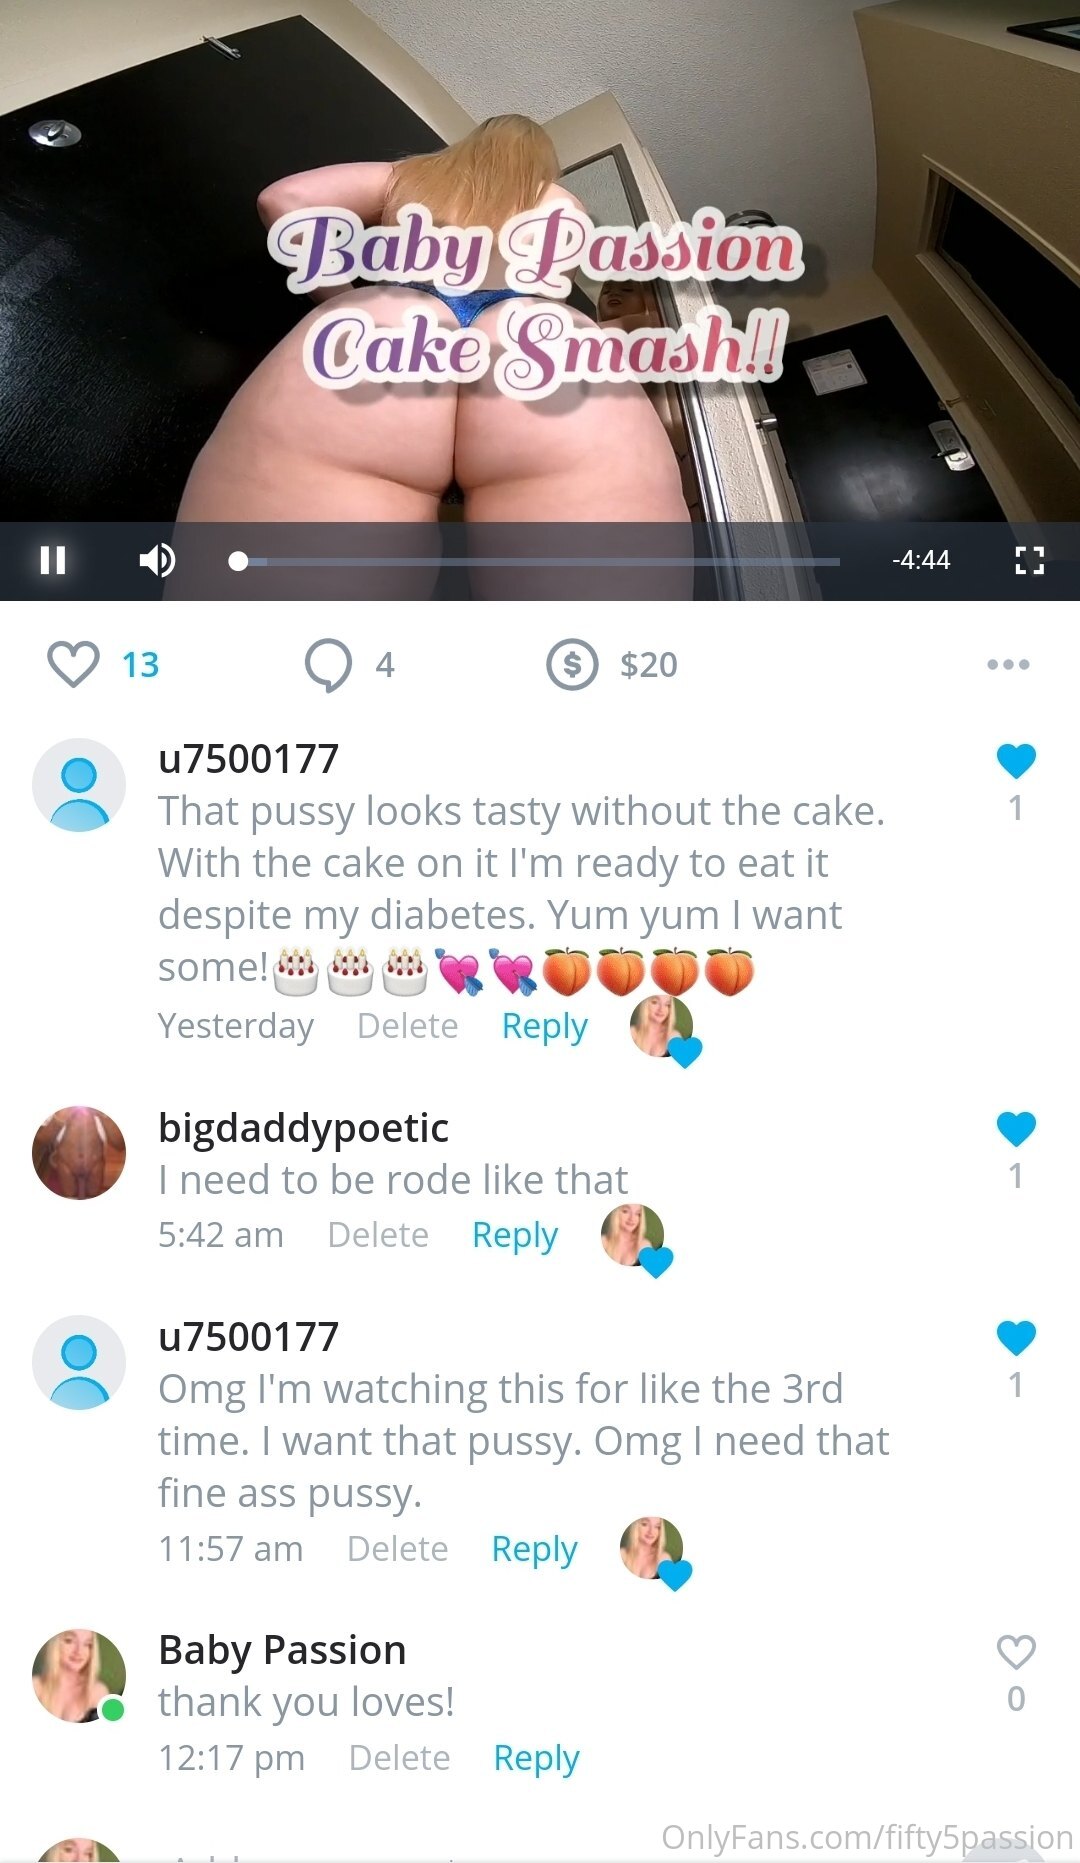 Baby Passion
Cake Smash!!
-4:44
13
4
$20
u7500177
1
That pussy looks tasty without the cake.
With the cake on it I'm ready to eat it
despite my diabetes. Yum yum I want
some!🎂🎂🎂💘💘🍑🍑🍑🍑
Yesterday Delete Reply
bigdaddypoetic
1
I need to be rode like that
5:42 am Delete Reply
u7500177
1
Omg I'm watching this for like the 3rd
time. I want that pussy. Omg I need that
fine ass pussy.
11:57 am Delete Reply
Baby Passion
0
thank you loves!
12:17 pm Delete Reply
OnlyFans.com/fifty5passion